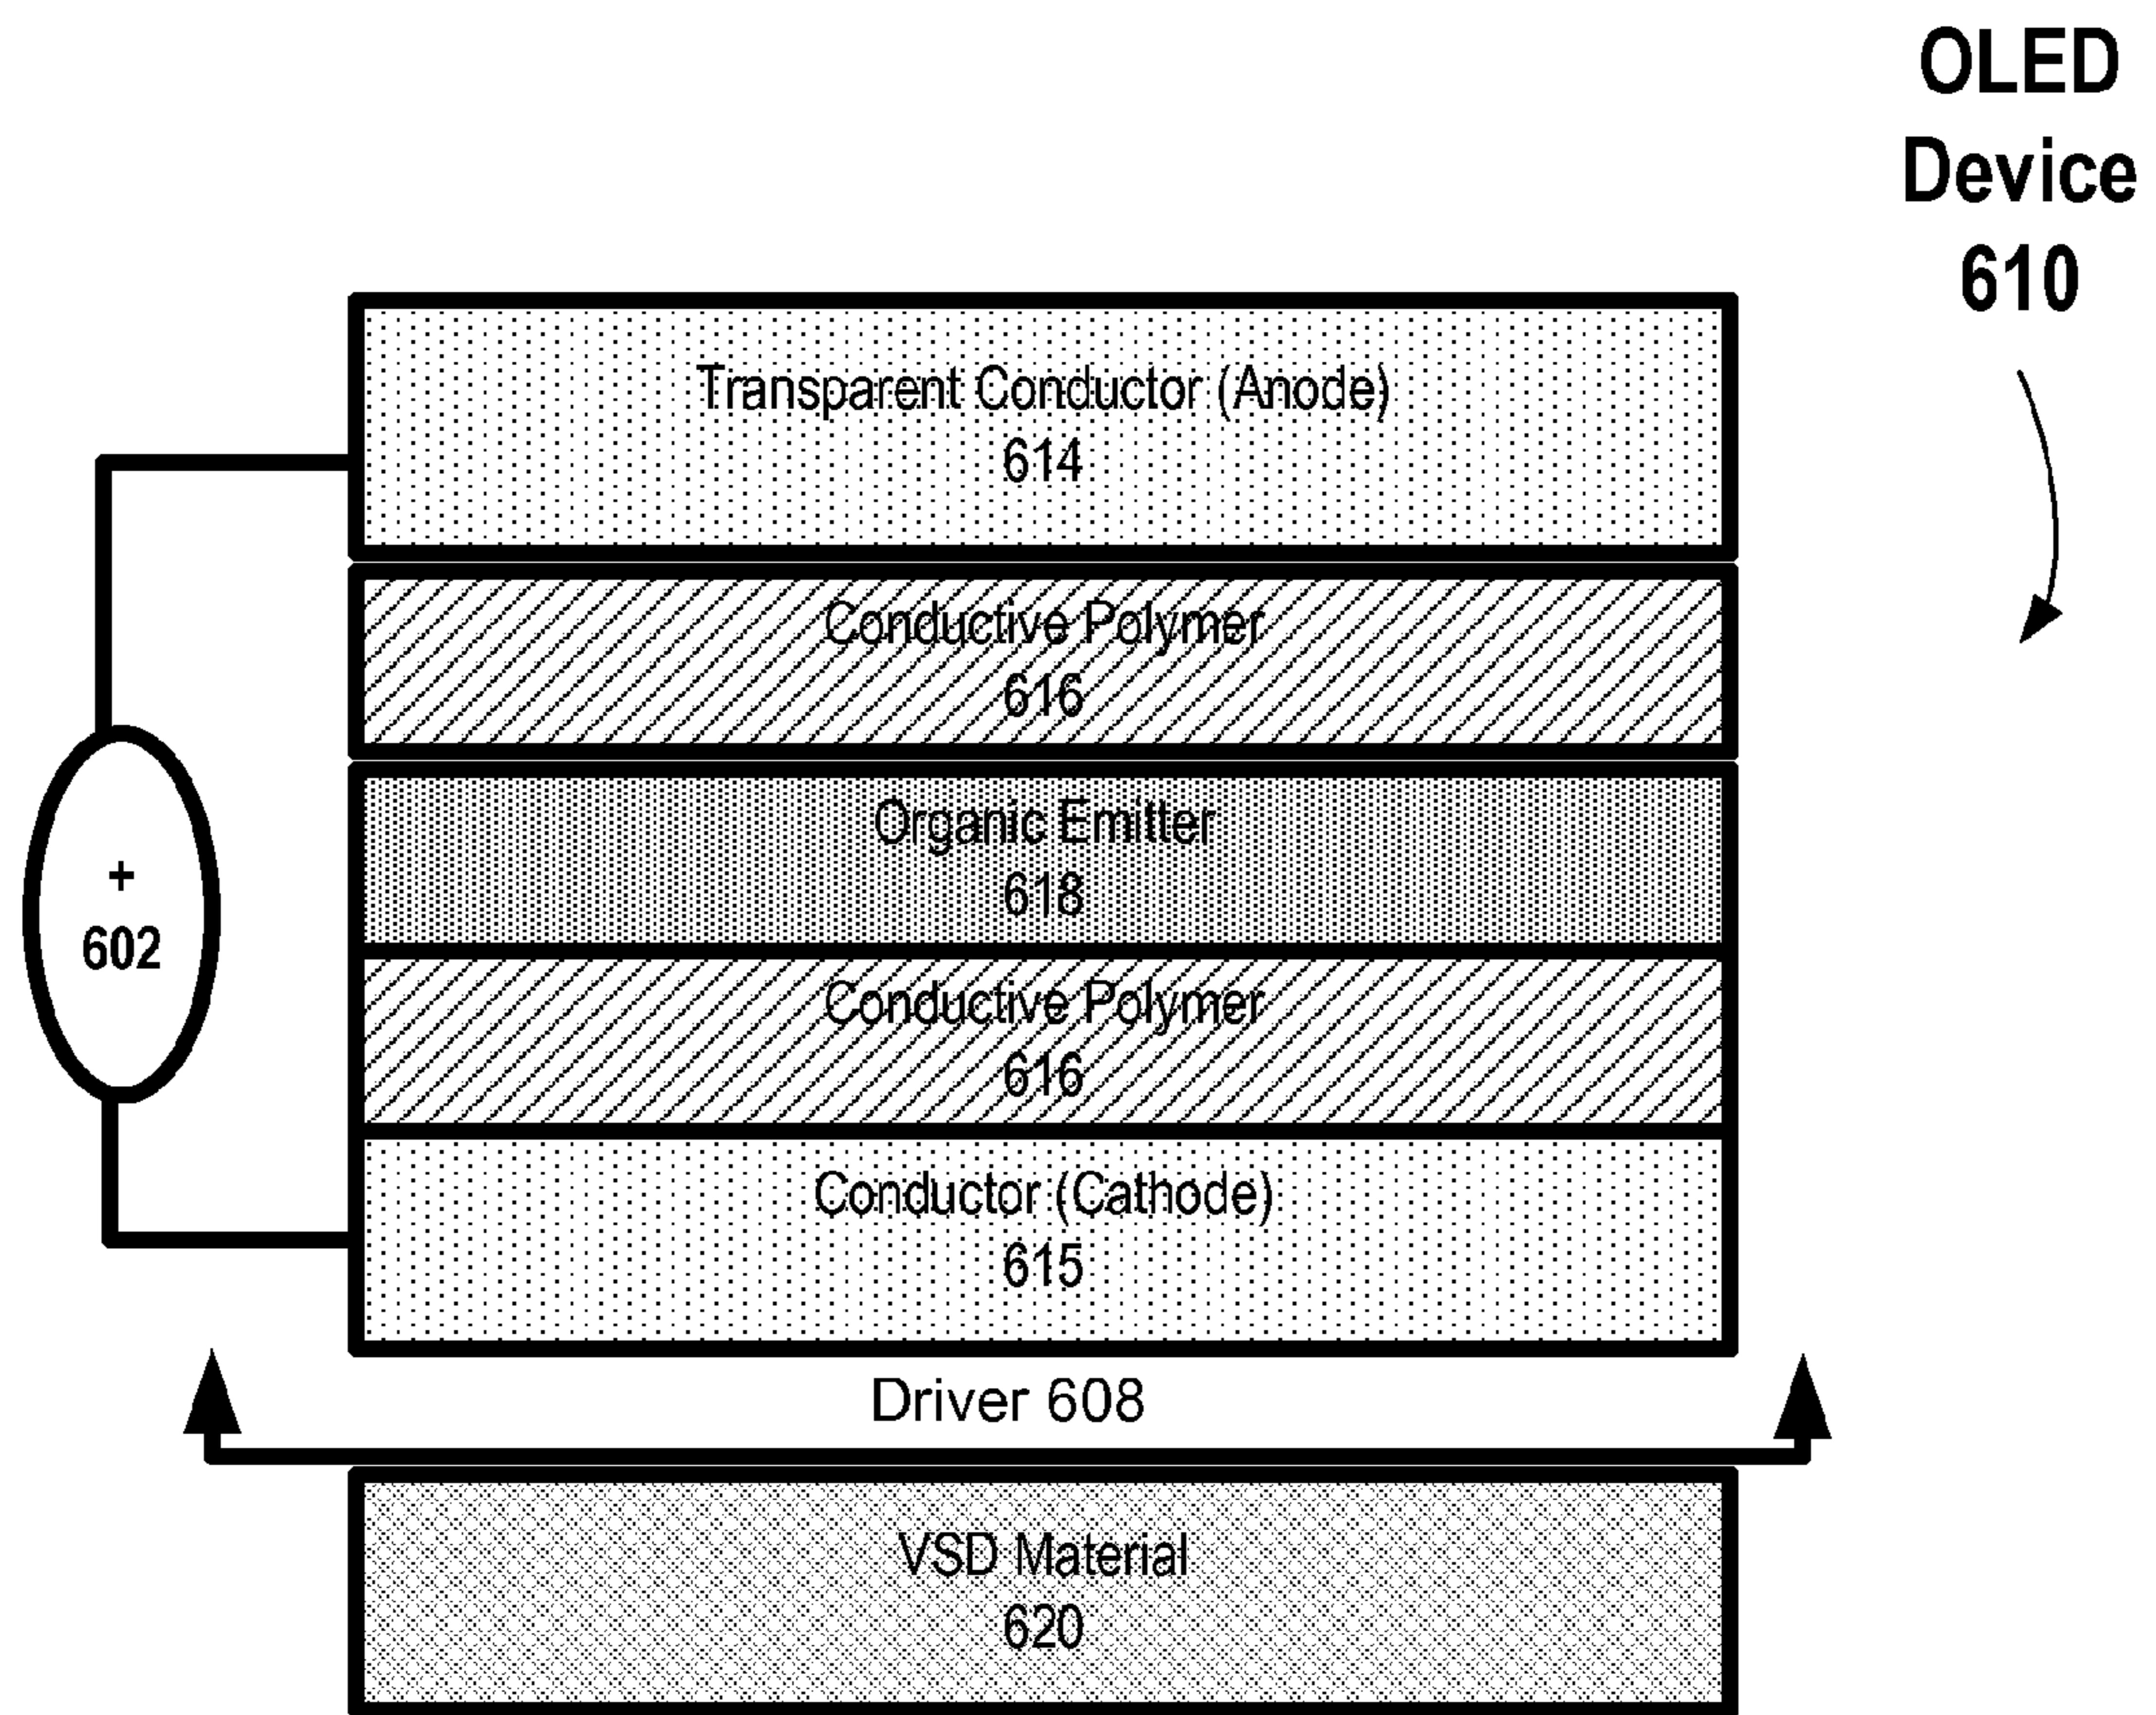 OLED
Device
610
Transparent Conductor (Anode)
614
Conductive Polymer
616
Organic Emitter
618
+
602
Conductive Polymer
616
Conductor (Cathode)
615
Driver 608
VSD Material
620